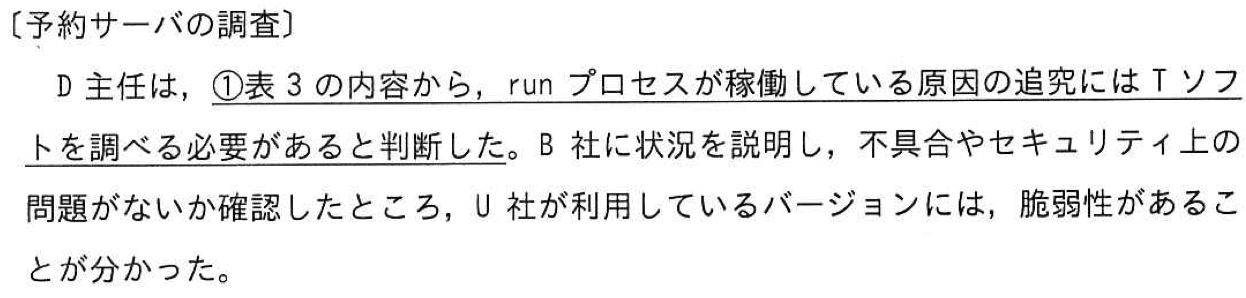 〔予約サーバの調査〕
D 主任は，①表 3 の内容から，run プロセスが稼働している原因の追究には T ソフ
トを調べる必要があると判断した。B 社に状況を説明し，不具合やセキュリティ上の
問題がないか確認したところ，U 社が利用しているバージョンには，脆弱性があるこ
とが分かった。